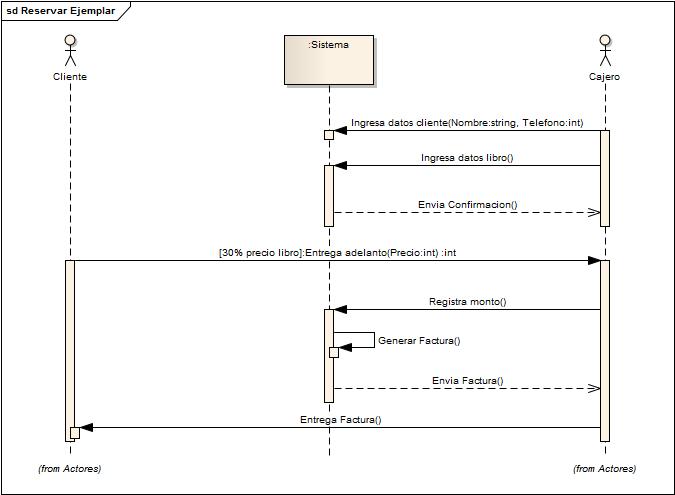 sd Reservar Ejemplar
:Sistema
Cliente
Cajero
Ingresa datos cliente(Nombre:string, Telefono:int)
Ingresa datos libro()
Envia Confirmacion()
[30% precio libro]:Entrega adelanto(Precio:int) :int
Registra monto()
Generar Factura()
Envia Factura()
Entrega Factura()
(from Actores)
(from Actores)